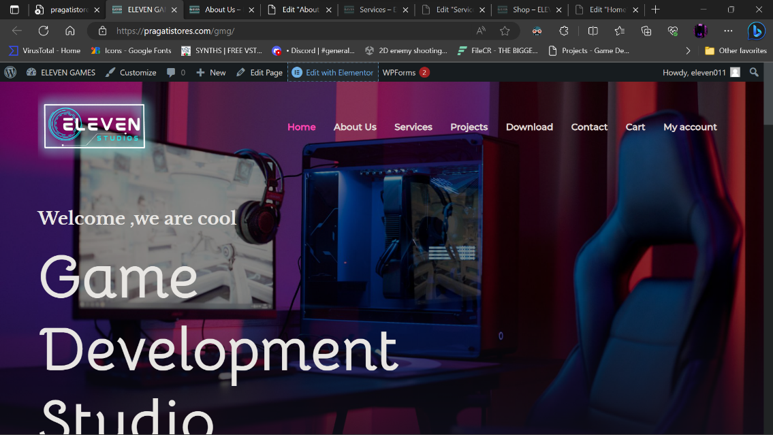 pragatistores.c
ELEVEN GA
About Us –
Edit "About
Services – E
Edit "Servic
Shop – ELEV
Edit "Home
https://pragatistores.com/gmg/
VirusTotal - Home
Icons - Google Fonts
SYNTHS | FREE VST...
• Discord | #general...
2D enemy shooting...
FileCR - THE BIGGE...
Projects - Game De...
Other favorites
ELEVEN GAMES
Customize
0
New
Edit Page
Edit with Elementor
WPForms 2
Howdy, eleven011
ELEVEN
STUDIOS
Home
About Us
Services
Projects
Download
Contact
Cart
My account
Welcome ,we are cool
Game
Development
Studio